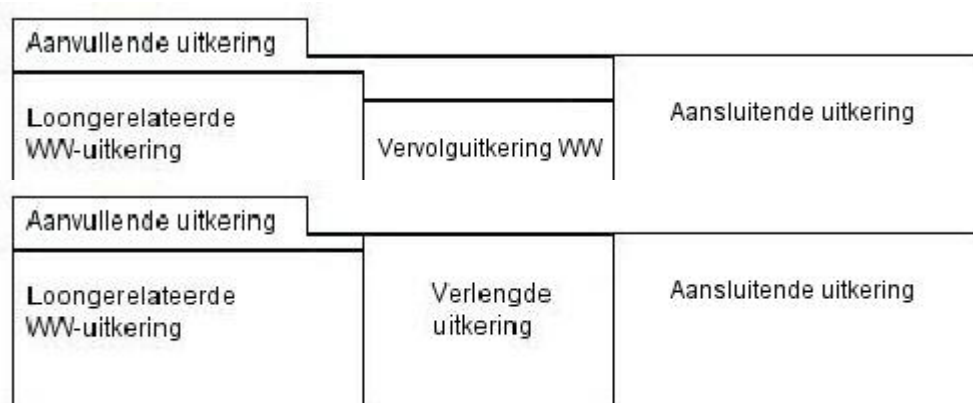 Aanvullende uitkering
Loongerelateerde
WW-uitkering
Vervolguitkering WW
Aansluitende uitkering
Aanvullende uitkering
Loongerelateerde
WW-uitkering
Verlengde
uitkering
Aansluitende uitkering